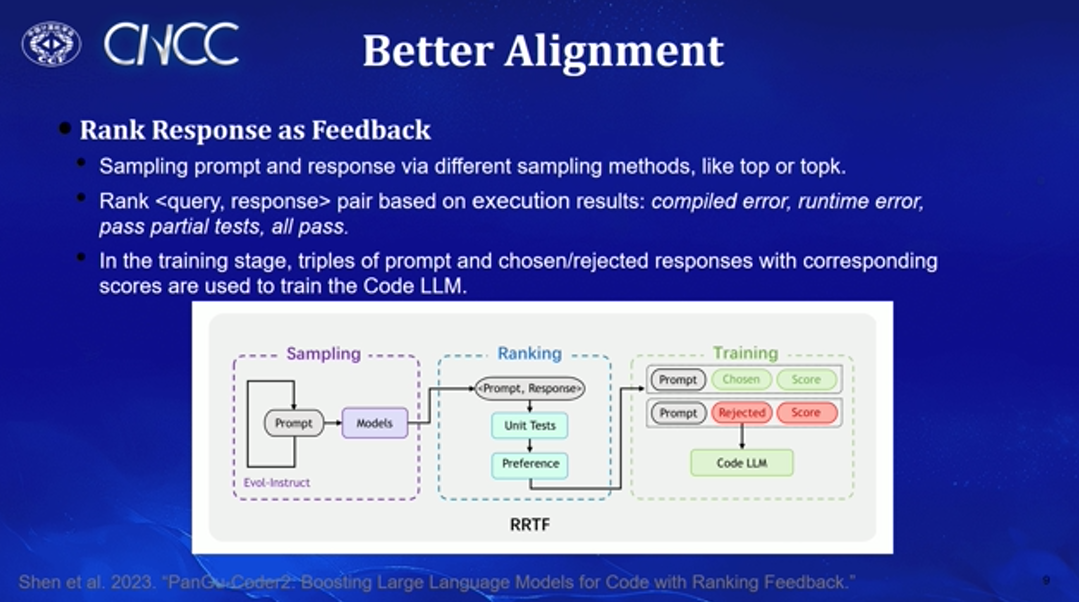 CNCC
CCF
Better Alignment
Rank Response as Feedback
Sampling prompt and response via different sampling methods, like top or topk.
Rank <query, response> pair based on execution results: compiled error, runtime error,
pass partial tests, all pass.
In the training stage, triples of prompt and chosen/rejected responses with corresponding
scores are used to train the Code LLM.
Sampling
Prompt
Models
Evol-Instruct
Ranking
<Prompt, Response>
Unit Tests
Preference
Training
Prompt
Chosen
Score
Prompt
Rejected
Score
Code LLM
RRTF
Shen et al. 2023. “PanGu-Coder2: Boosting Large Language Models for Code with Ranking Feedback.”
9